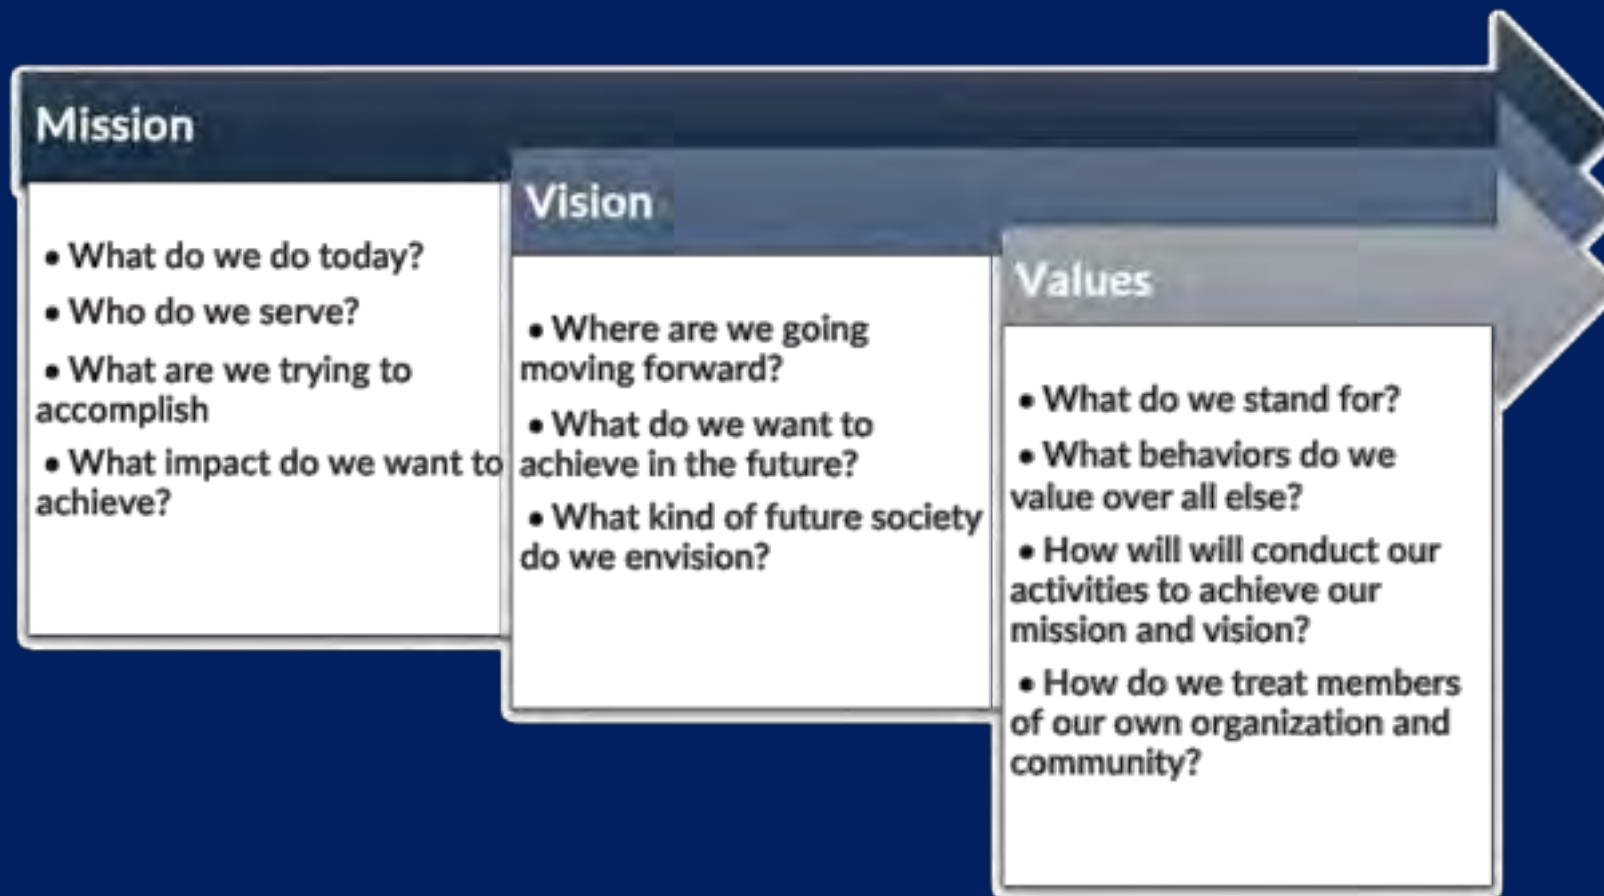 Mission
• What do we do today?
• Who do we serve?
• What are we trying to
accomplish
• What impact do we want to
achieve?
Vision
• Where are we going
moving forward?
• What do we want to
achieve in the future?
• What kind of future society
do we envision?
Values
• What do we stand for?
• What behaviors do we
value over all else?
• How will will conduct our
activities to achieve our
mission and vision?
• How do we treat members
of our own organization and
community?